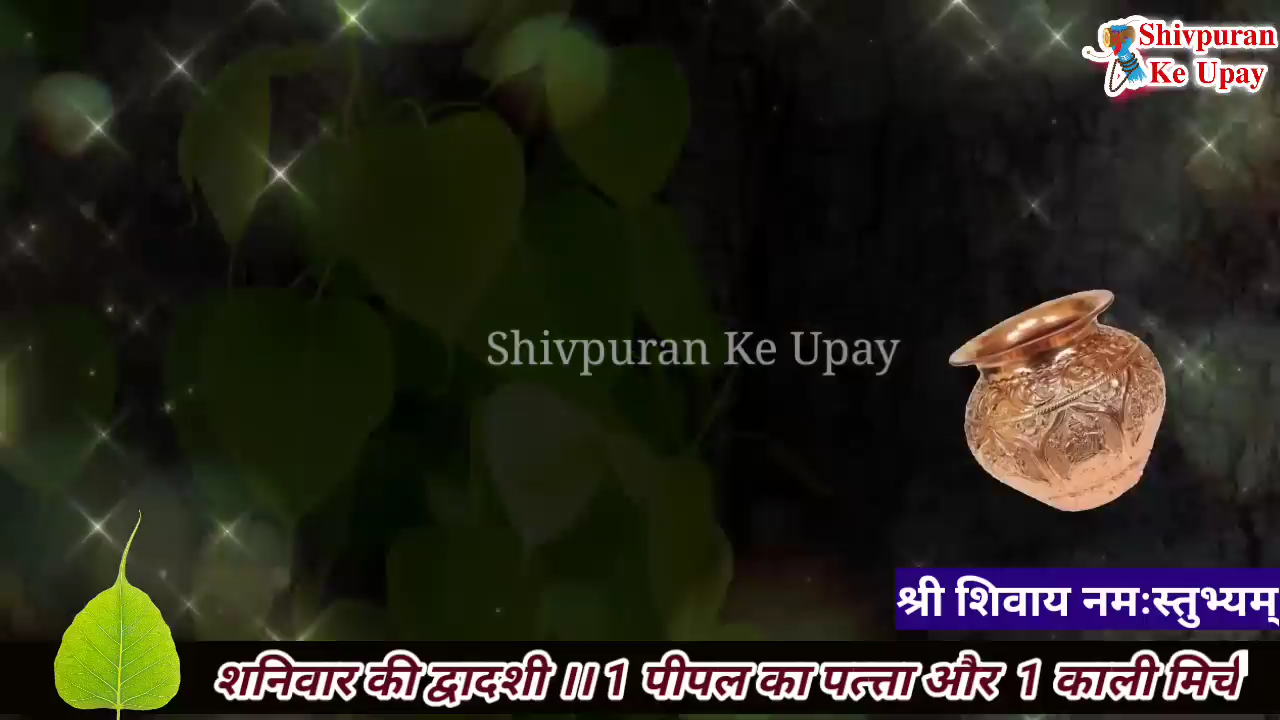 Shivpuran
Ke Upay
Shivpuran Ke Upay
श्री शिवाय नमःस्तुभ्यम्
शनिवार की द्वादशी ।। 1 पीपल का पत्ता और 1 काली मिर्च